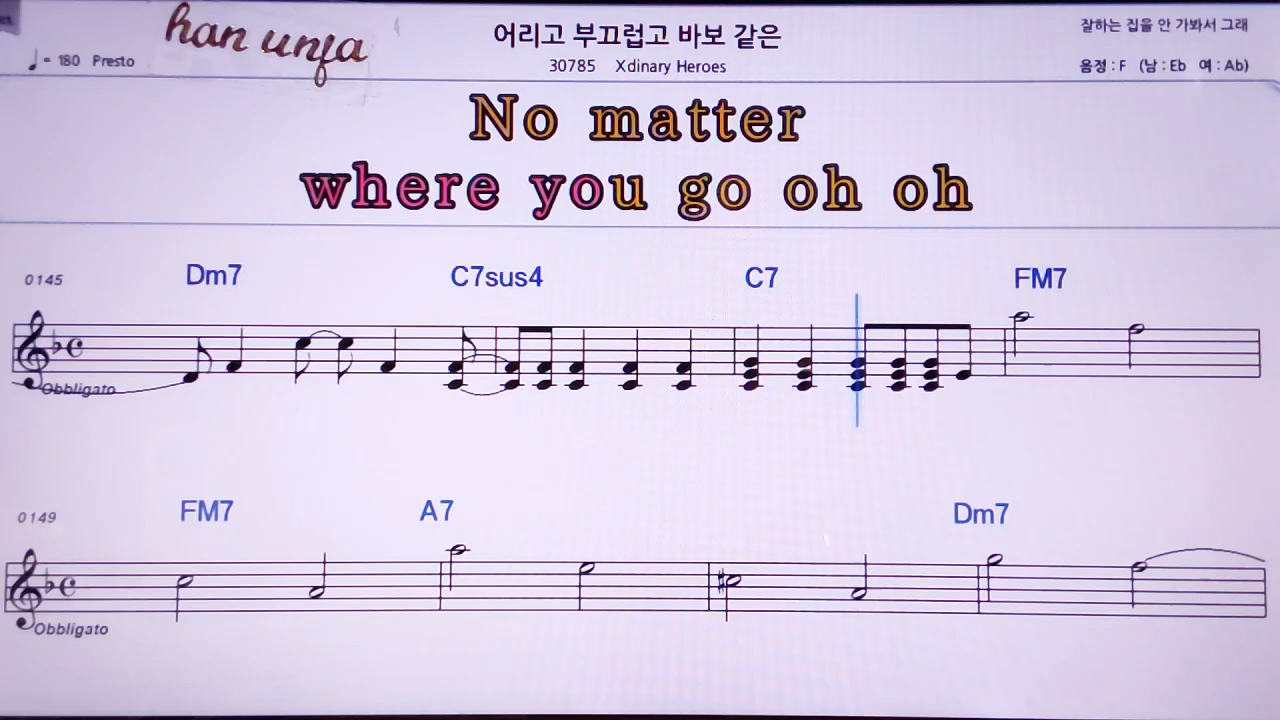 han unfa
어리고 부끄럽고 바보 같은
잘하는 집을 안 가봐서 그래
♩= 180 Presto
30785 Xdinary Heroes
음정 : F (남 : Eb 여 : Ab)
No matter
where you go oh oh
0145 Dm7 C7sus4 C7 FM7
Obbligato
0149 FM7 A7 Dm7
Obbligato